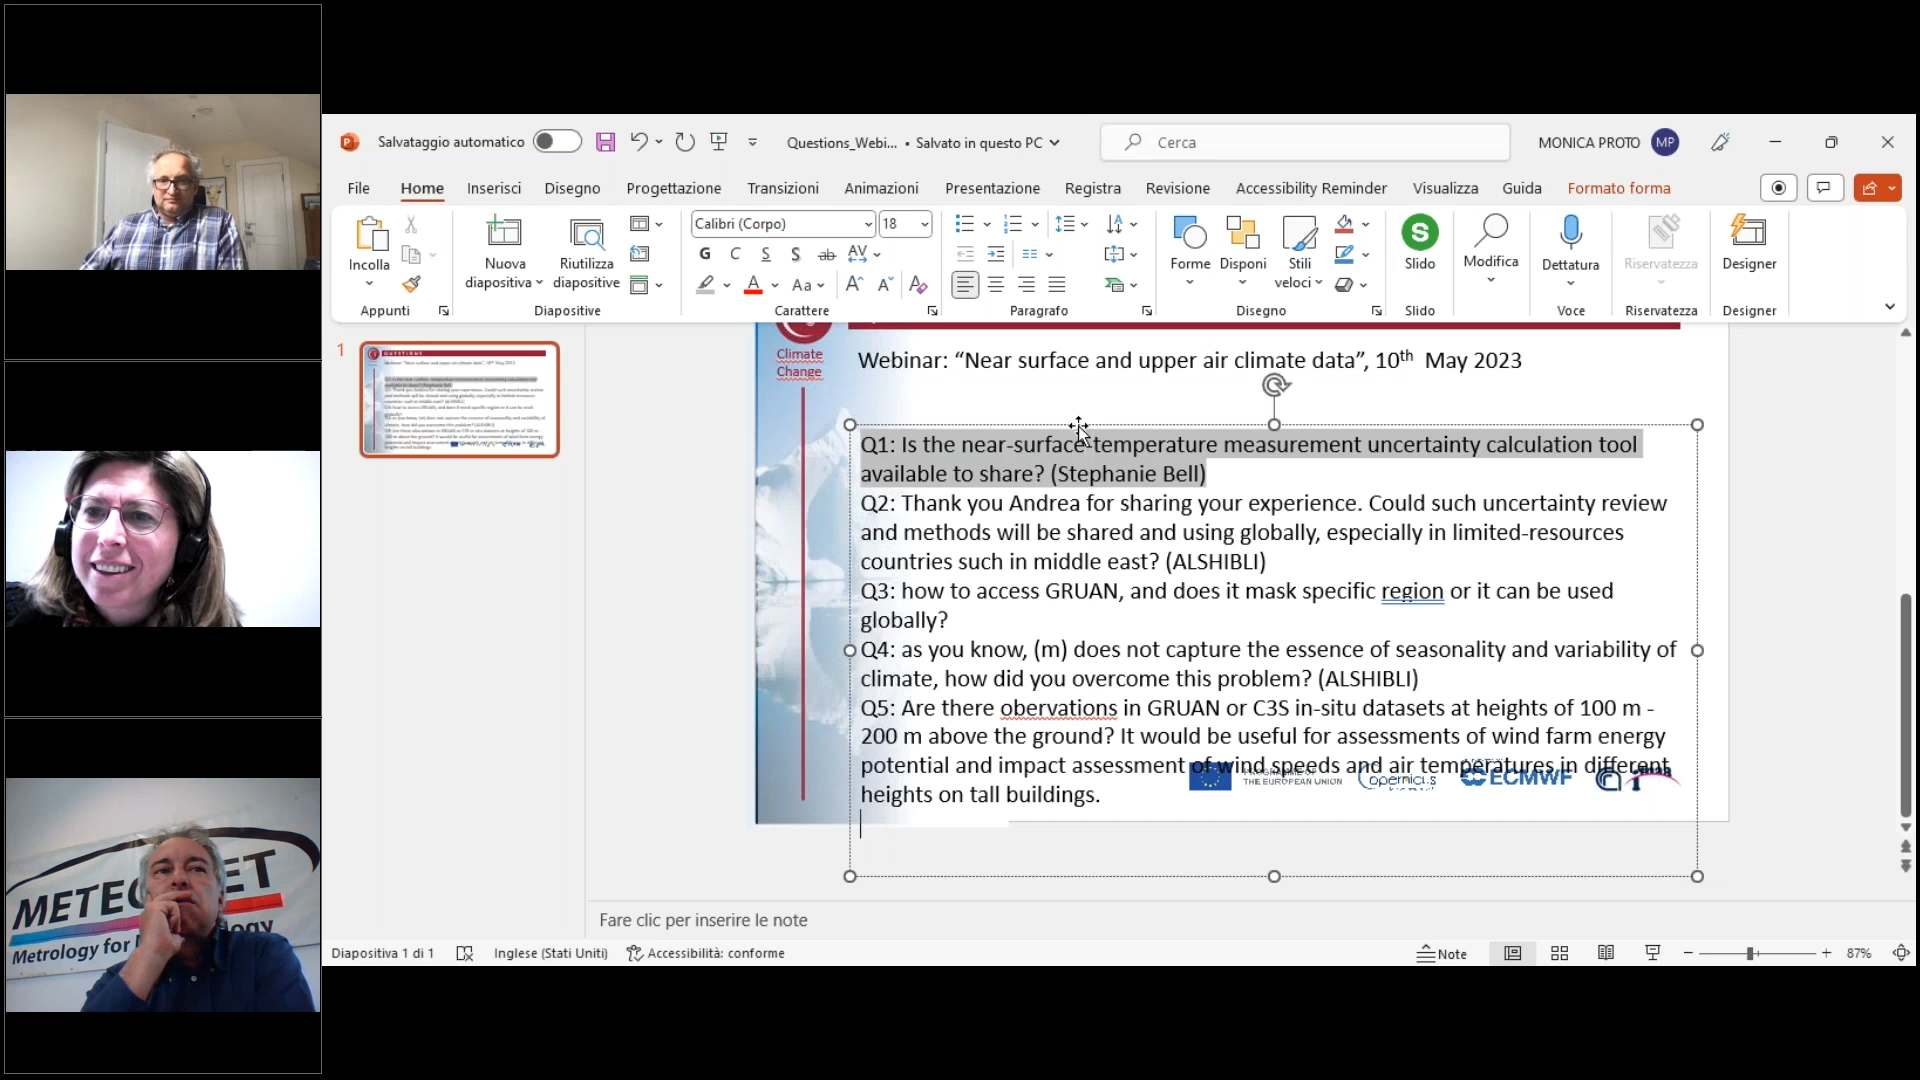 Salvataggio automatico
Questions_Webi... • Salvato in questo PC
Cerca
MONICA PROTO
MP
File Home Inserisci Disegno Progettazione Transizioni Animazioni Presentazione Registra Revisione Accessibility Reminder Visualizza Guida Formato forma
Calibri (Corpo) 18
Incolla
Nuova diapositiva
Riutilizza diapositive
Forme Disponi Stili veloci
Slido
Modifica
Dettatura
Riservatezza
Designer
Appunti Diapositive Carattere Paragrafo Disegno Slido Voce Riservatezza Designer
1
Climate
Change
Webinar: “Near surface and upper air climate data”, 10th May 2023
Q1: Is the near-surface temperature measurement uncertainty calculation tool
available to share? (Stephanie Bell)
Q2: Thank you Andrea for sharing your experience. Could such uncertainty review
and methods will be shared and using globally, especially in limited-resources
countries such in middle east? (ALSHIBLI)
Q3: how to access GRUAN, and does it mask specific region or it can be used
globally?
Q4: as you know, (m) does not capture the essence of seasonality and variability of
climate, how did you overcome this problem? (ALSHIBLI)
Q5: Are there obervations in GRUAN or C3S in-situ datasets at heights of 100 m -
200 m above the ground? It would be useful for assessments of wind farm energy
potential and impact assessment of wind speeds and air temperatures in different
heights on tall buildings.
THE EUROPEAN UNION
opernicus
ECMWF
Fare clic per inserire le note
Diapositiva 1 di 1
Inglese (Stati Uniti)
Accessibilità: conforme
Note
87%
METEO
ET
Metrology for